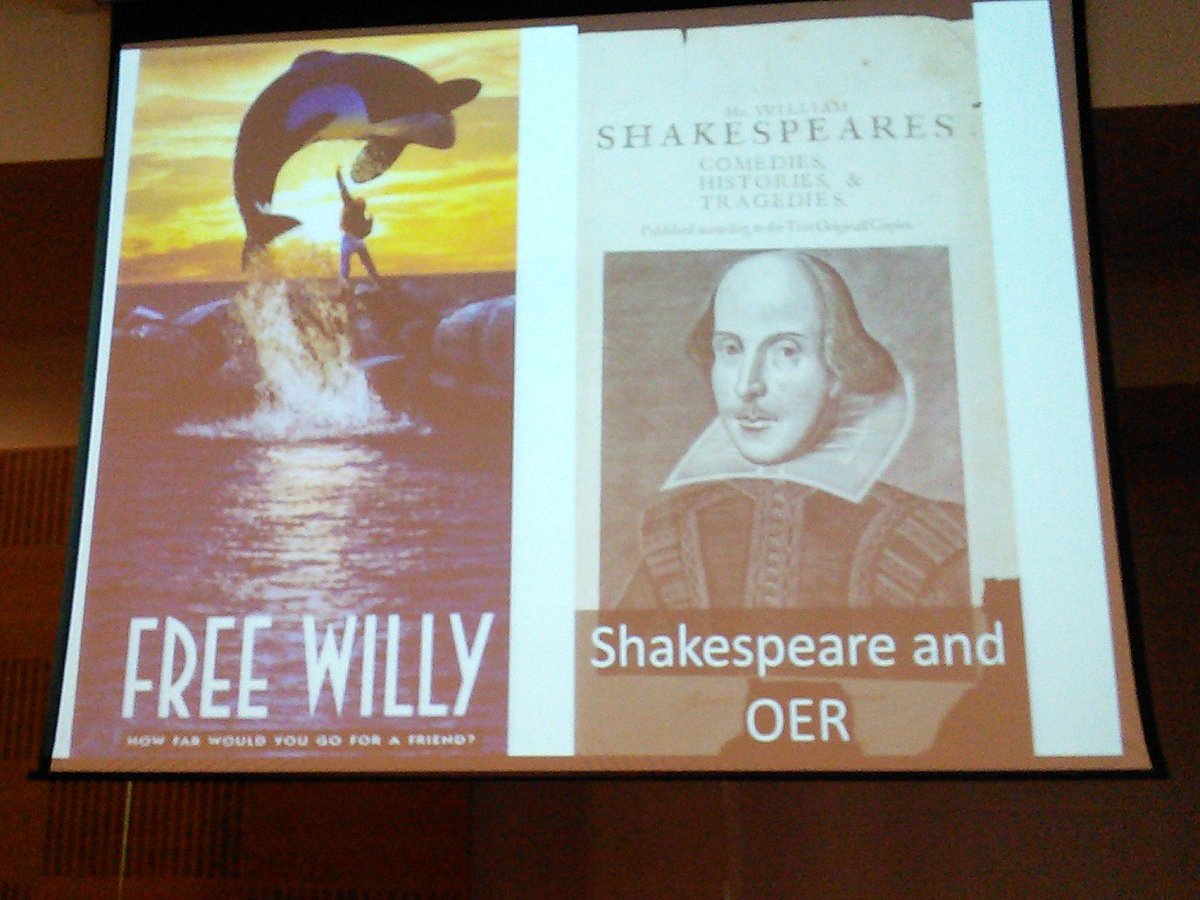 FREE WILLY
HOW FAR WOULD YOU GO FOR A FRIEND?
Mr. WILLIAM
SHAKESPEARES
COMEDIES,
HISTORIES, &
TRAGEDIES.
Published according to the True Originall Copies.
Shakespeare and
OER